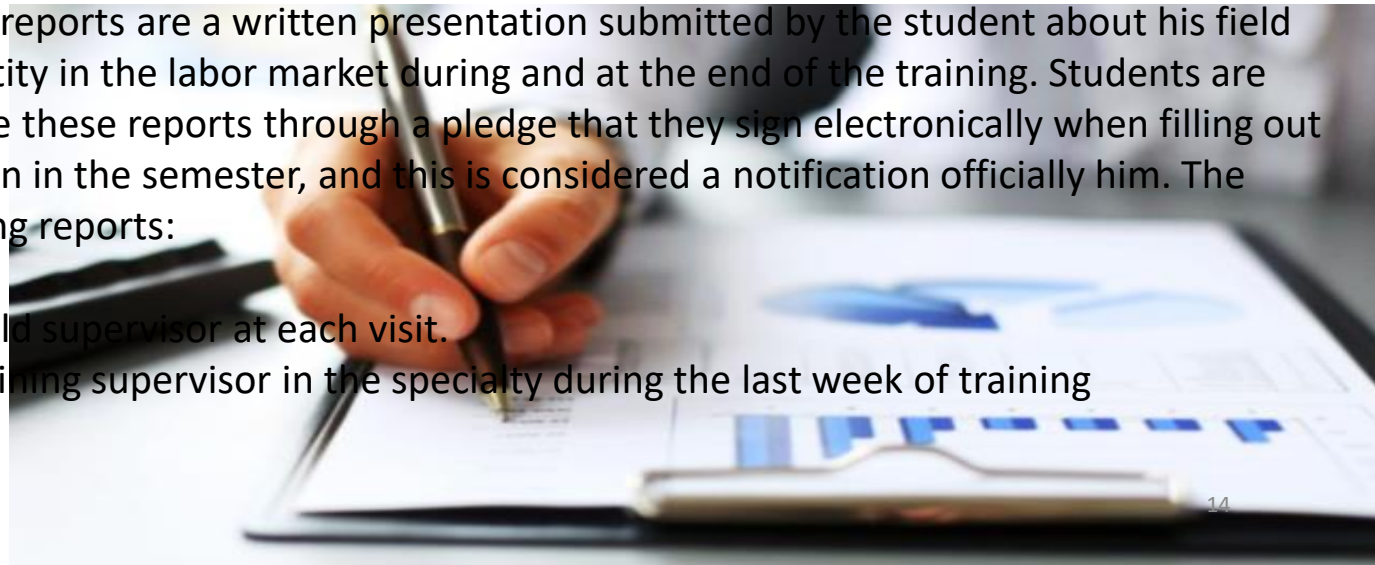 reports are a written presentation submitted by the student about his field
tity in the labor market during and at the end of the training. Students are
e these reports through a pledge that they sign electronically when filling out
n in the semester, and this is considered a notification officially him. The
ng reports:
ld supervisor at each visit.
ining supervisor in the specialty during the last week of training
14